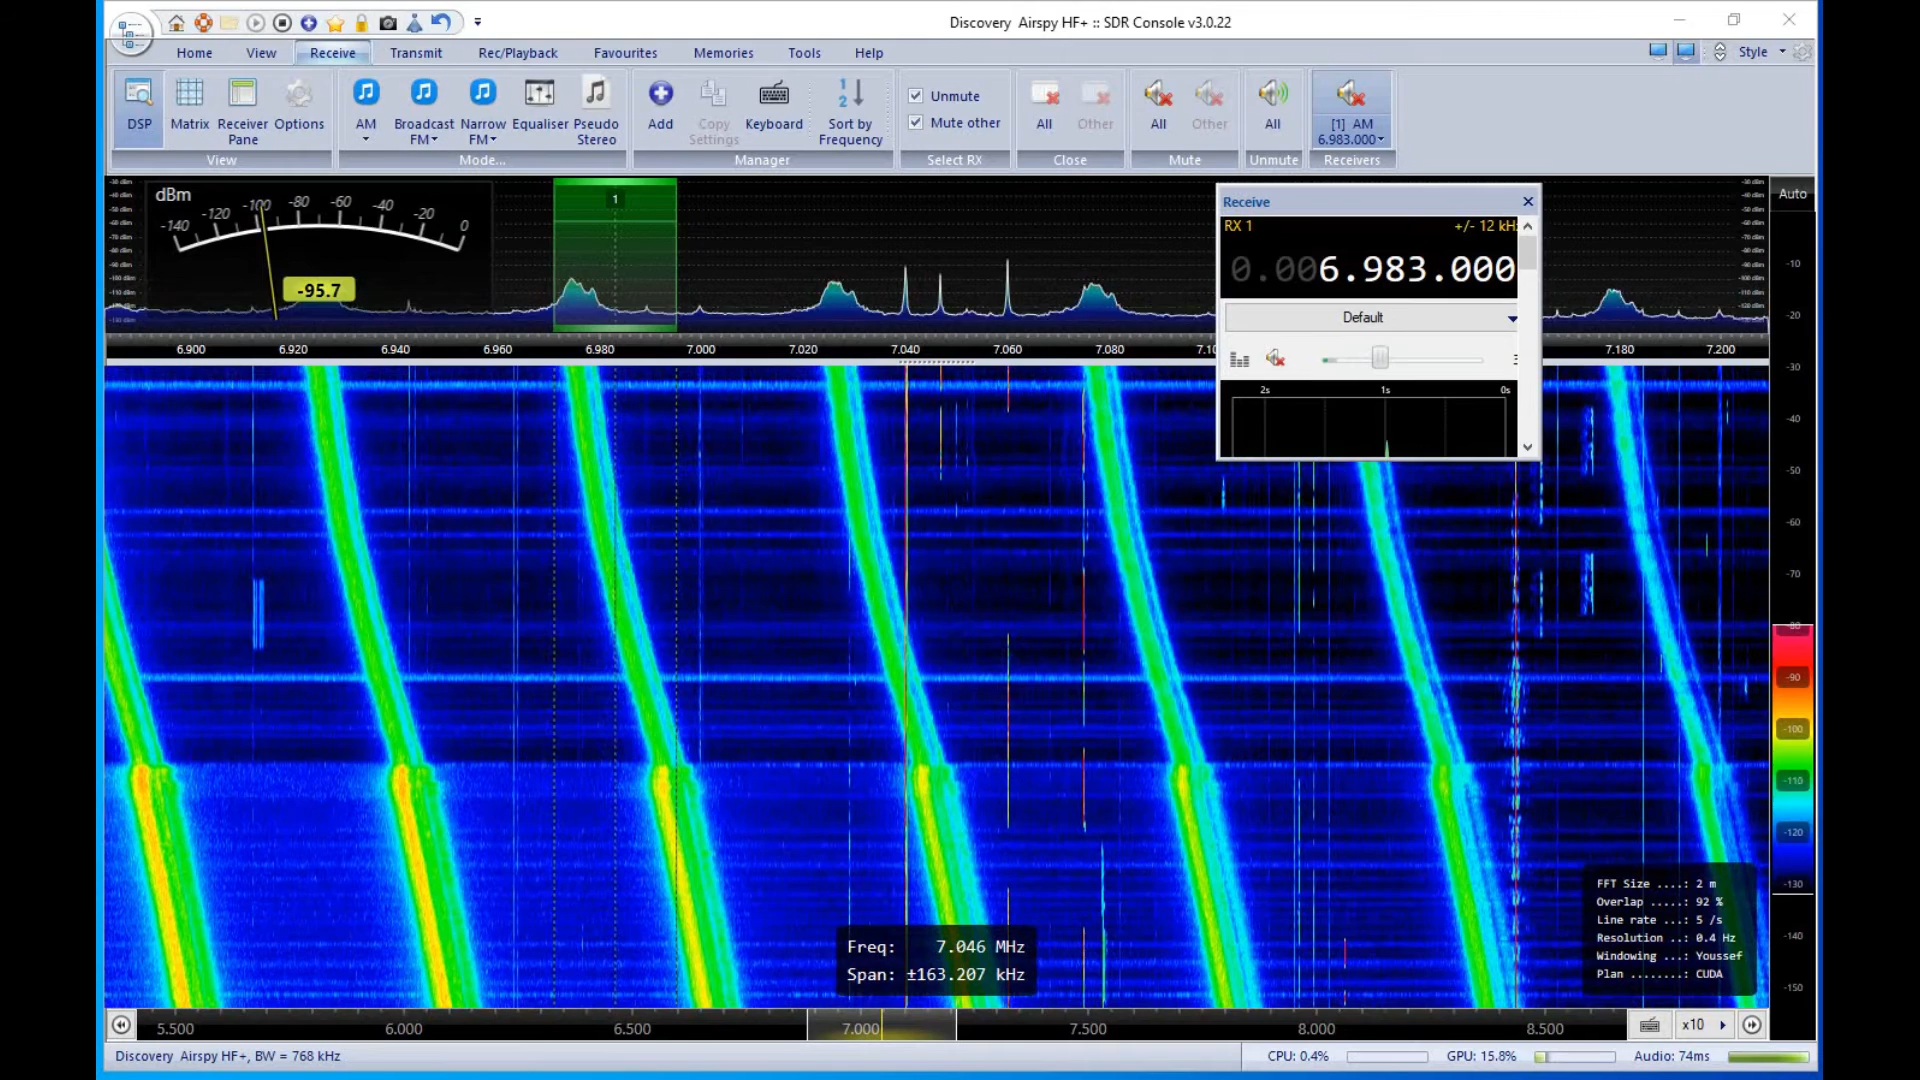 Discovery Airspy HF+ :: SDR Console v3.0.22
Home View Receive Transmit Rec/Playback Favourites Memories Tools Help
Style
DSP Matrix Receiver Pane Options
View
AM Broadcast FM Narrow FM Equaliser Pseudo Stereo
Mode...
Add Copy Settings Keyboard Sort by Frequency
Manager
Unmute
Mute other
Select RX
All Other
Close
All Other
Mute
All
Unmute
[1] AM
6.983.000
Receivers
dBm
-140 -120 -100 -80 -60 -40 -20 0
-95.7
1
Receive
RX 1 +/- 12 kHz
0.006.983.000
Default
2s 1s 0s
6.900 6.920 6.940 6.960 6.980 7.000 7.020 7.040 7.060 7.080 7.10 7.180 7.200
Auto
-10
-20
-30
-40
-50
-60
-70
-80
-90
-100
-110
-120
-130
-140
-150
Freq: 7.046 MHz
Span: ±163.207 kHz
FFT Size ....: 2 m
Overlap .....: 92 %
Line rate ...: 5 /s
Resolution ..: 0.4 Hz
Windowing ...: Youssef
Plan ........: CUDA
5.500 6.000 6.500 7.000 7.500 8.000 8.500
x10
Discovery Airspy HF+, BW = 768 kHz
CPU: 0.4% GPU: 15.8% Audio: 74ms